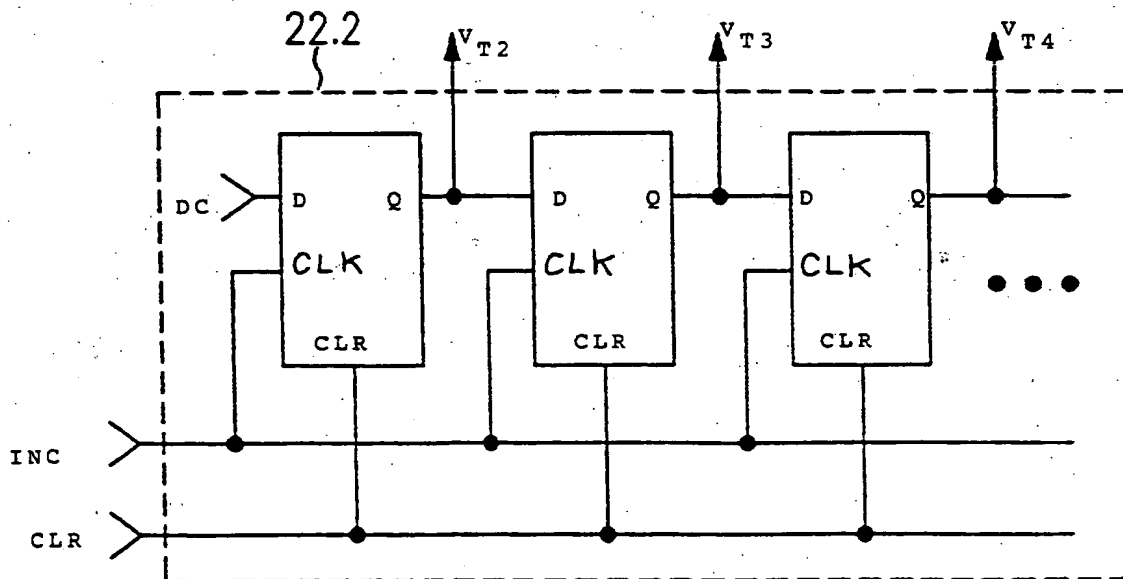 22.2
VT2
VT3
VT4
DC
D Q
D Q
D Q
CLK
CLK
CLK
CLR
CLR
CLR
INC
CLR